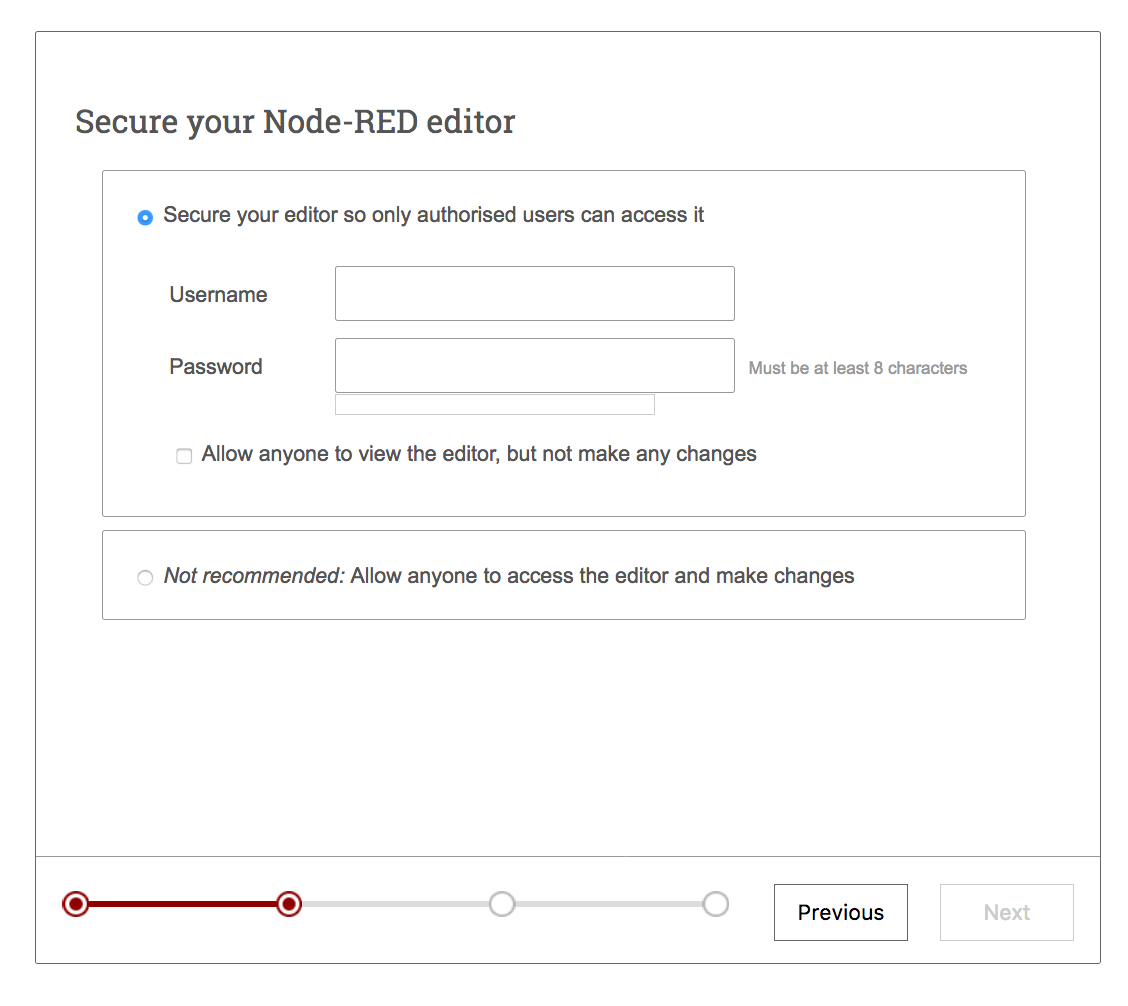 Secure your Node-RED editor
Secure your editor so only authorised users can access it
Username
Password
Must be at least 8 characters
Allow anyone to view the editor, but not make any changes
Not recommended: Allow anyone to access the editor and make changes
Previous
Next